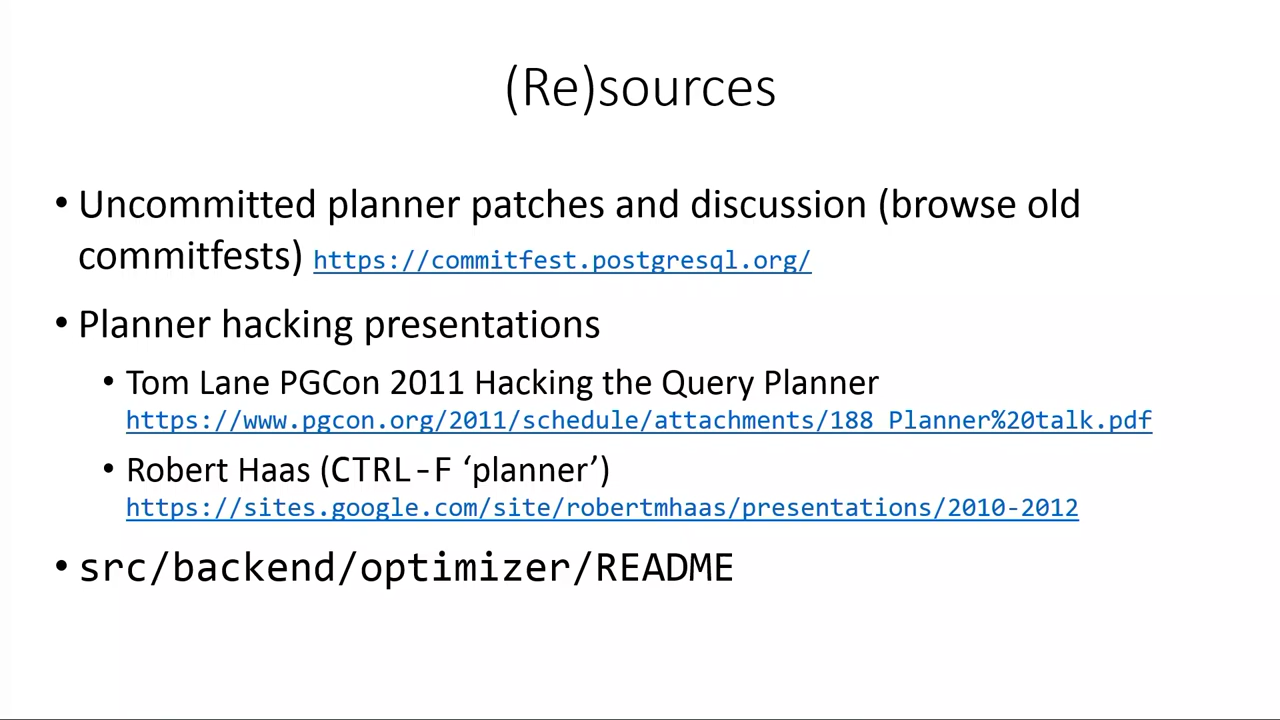 (Re)sources
• Uncommitted planner patches and discussion (browse old
commitfests) https://commitfest.postgresql.org/
• Planner hacking presentations
• Tom Lane PGCon 2011 Hacking the Query Planner
https://www.pgcon.org/2011/schedule/attachments/188_Planner%20talk.pdf
• Robert Haas (CTRL-F ‘planner’)
https://sites.google.com/site/robertmhaas/presentations/2010-2012
• src/backend/optimizer/README